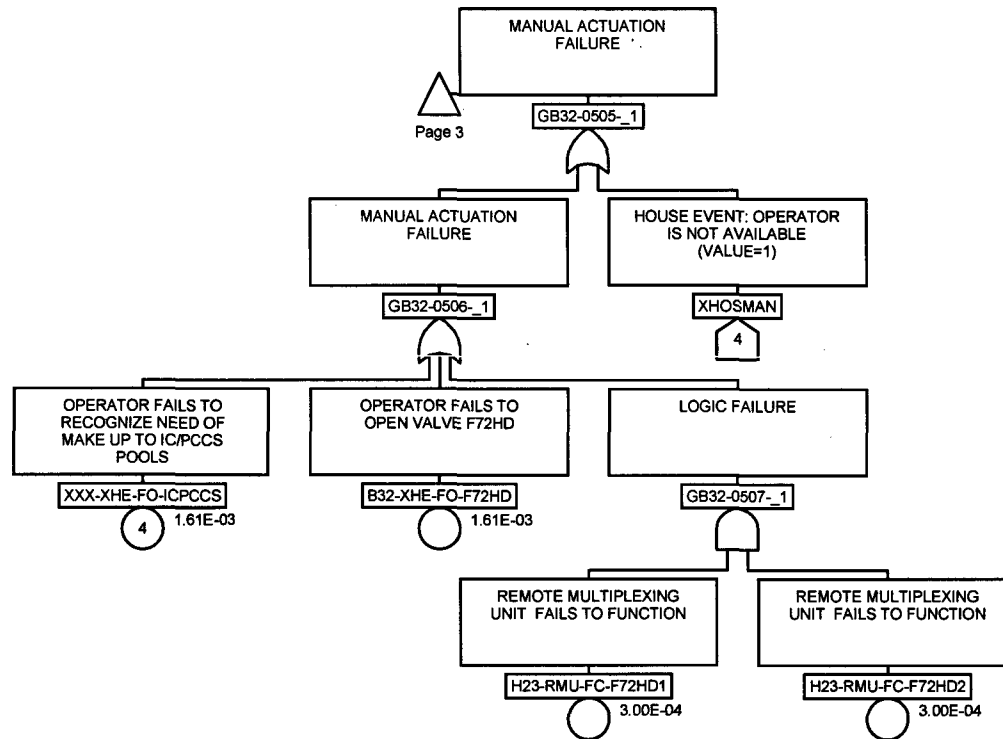 MANUAL ACTUATION
FAILURE
Page 3
GB32-0505-_1
MANUAL ACTUATION
FAILURE
HOUSE EVENT: OPERATOR
IS NOT AVAILABLE
(VALUE=1)
GB32-0506-_1
XHOSMAN
4
OPERATOR FAILS TO
RECOGNIZE NEED OF
MAKE UP TO IC/PCCS
POOLS
OPERATOR FAILS TO
OPEN VALVE F72HD
LOGIC FAILURE
XXX-XHE-FO-ICPCCS
B32-XHE-FO-F72HD
GB32-0507-_1
4
1.61E-03
1.61E-03
REMOTE MULTIPLEXING
UNIT FAILS TO FUNCTION
REMOTE MULTIPLEXING
UNIT FAILS TO FUNCTION
H23-RMU-FC-F72HD1
H23-RMU-FC-F72HD2
3.00E-04
3.00E-04